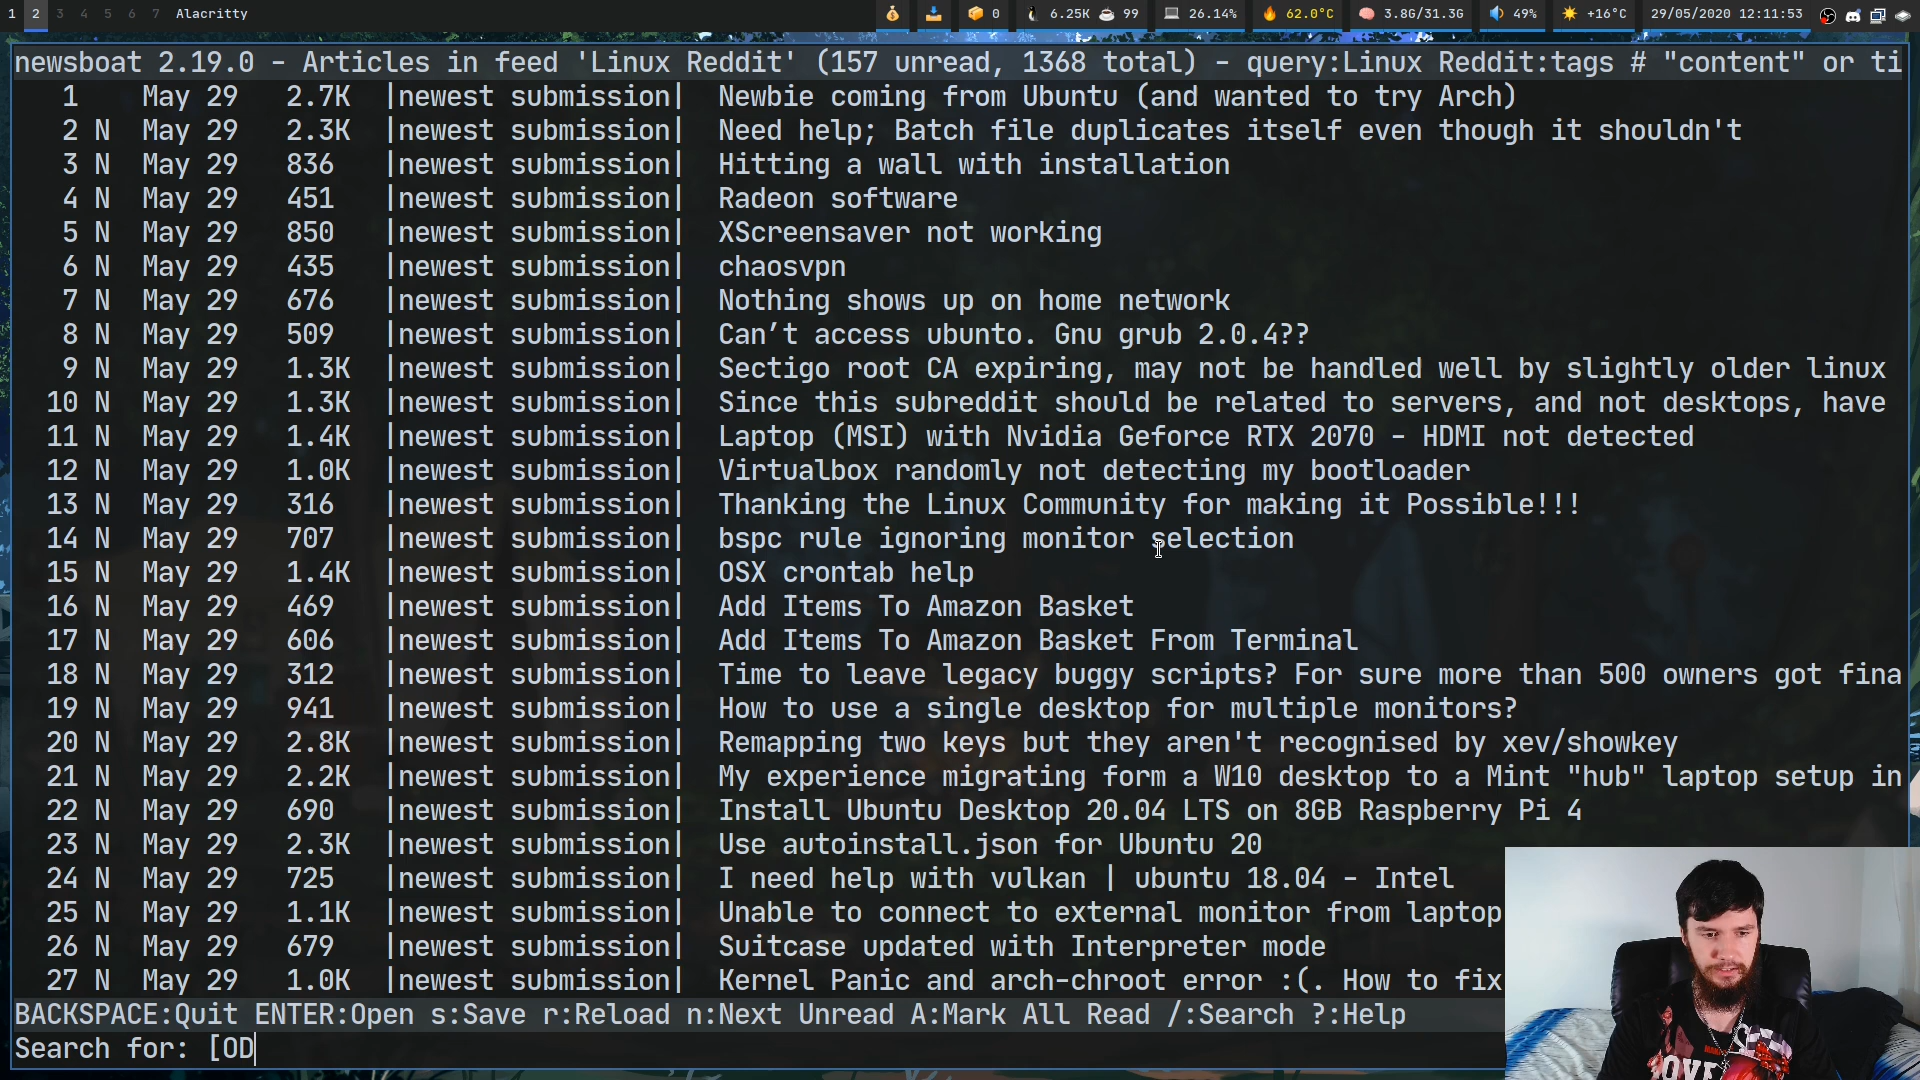 1 2 3 4 5 6 7 Alacritty 0 6.25K 99 26.14% 62.0°C 3.8G/31.3G 49% +16°C 29/05/2020 12:11:53
newsboat 2.19.0 - Articles in feed 'Linux Reddit' (157 unread, 1368 total) - query:Linux Reddit:tags # "content" or ti
1 May 29 2.7K |newest submission| Newbie coming from Ubuntu (and wanted to try Arch)
2 N May 29 2.3K |newest submission| Need help; Batch file duplicates itself even though it shouldn't
3 N May 29 836 |newest submission| Hitting a wall with installation
4 N May 29 451 |newest submission| Radeon software
5 N May 29 850 |newest submission| XScreensaver not working
6 N May 29 435 |newest submission| chaosvpn
7 N May 29 676 |newest submission| Nothing shows up on home network
8 N May 29 509 |newest submission| Can’t access ubunto. Gnu grub 2.0.4??
9 N May 29 1.3K |newest submission| Sectigo root CA expiring, may not be handled well by slightly older linux
10 N May 29 1.3K |newest submission| Since this subreddit should be related to servers, and not desktops, have
11 N May 29 1.4K |newest submission| Laptop (MSI) with Nvidia Geforce RTX 2070 - HDMI not detected
12 N May 29 1.0K |newest submission| Virtualbox randomly not detecting my bootloader
13 N May 29 316 |newest submission| Thanking the Linux Community for making it Possible!!!
14 N May 29 707 |newest submission| bspc rule ignoring monitor selection
15 N May 29 1.4K |newest submission| OSX crontab help
16 N May 29 469 |newest submission| Add Items To Amazon Basket
17 N May 29 606 |newest submission| Add Items To Amazon Basket From Terminal
18 N May 29 312 |newest submission| Time to leave legacy buggy scripts? For sure more than 500 owners got fina
19 N May 29 941 |newest submission| How to use a single desktop for multiple monitors?
20 N May 29 2.8K |newest submission| Remapping two keys but they aren't recognised by xev/showkey
21 N May 29 2.2K |newest submission| My experience migrating form a W10 desktop to a Mint "hub" laptop setup in
22 N May 29 690 |newest submission| Install Ubuntu Desktop 20.04 LTS on 8GB Raspberry Pi 4
23 N May 29 2.3K |newest submission| Use autoinstall.json for Ubuntu 20
24 N May 29 725 |newest submission| I need help with vulkan | ubuntu 18.04 - Intel
25 N May 29 1.1K |newest submission| Unable to connect to external monitor from laptop
26 N May 29 679 |newest submission| Suitcase updated with Interpreter mode
27 N May 29 1.0K |newest submission| Kernel Panic and arch-chroot error :(. How to fix
BACKSPACE:Quit ENTER:Open s:Save r:Reload n:Next Unread A:Mark All Read /:Search ?:Help
Search for: [OD